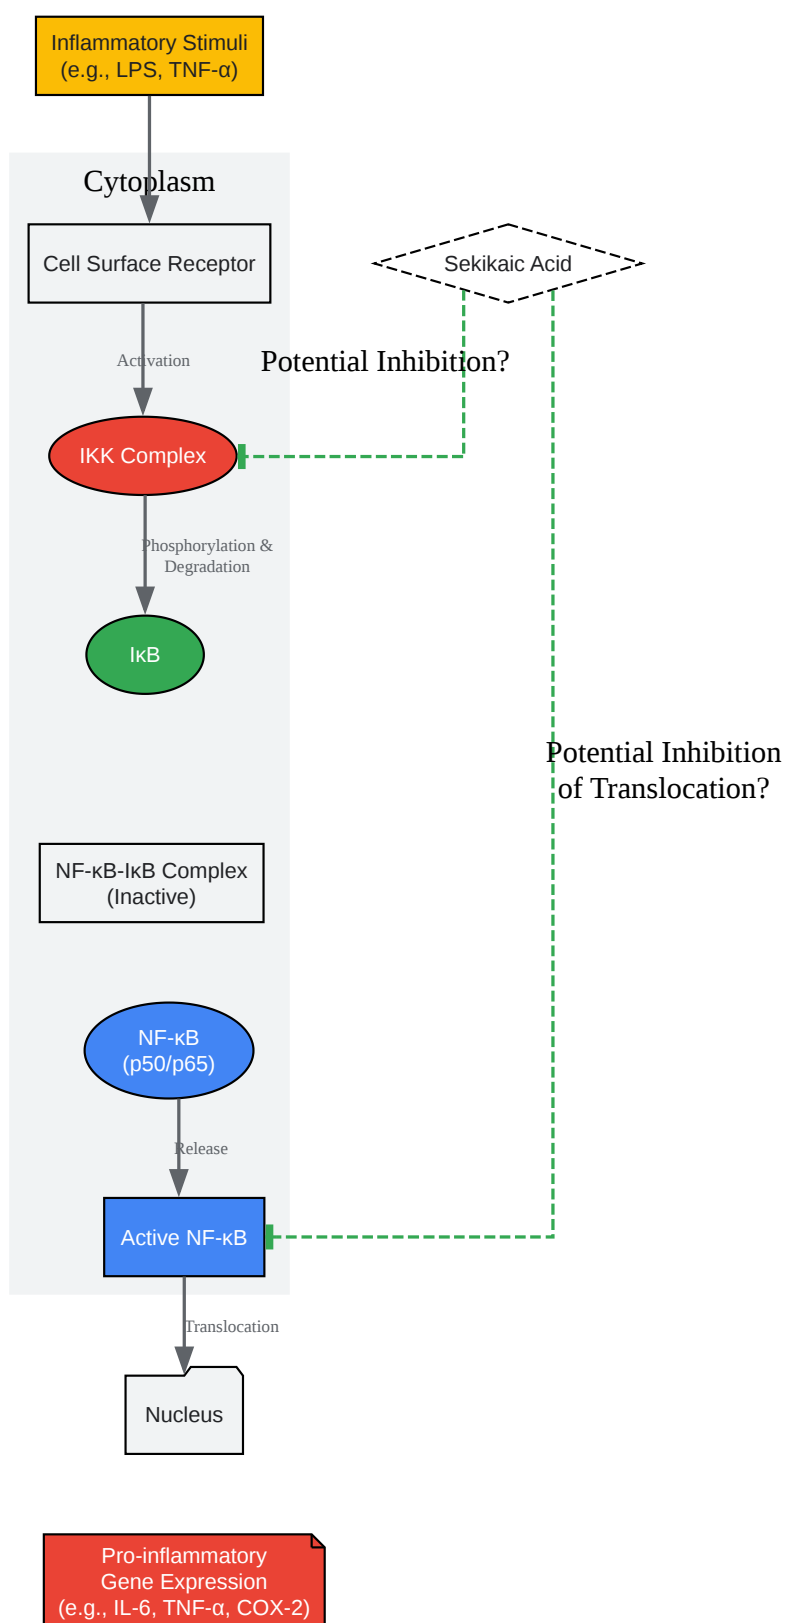 Inflammatory Stimuli
(e.g., LPS, TNF-α)
Cytoplasm
Cell Surface Receptor
Sekikaic Acid
Activation
Potential Inhibition?
IKK Complex
Phosphorylation &
Degradation
IκB
Potential Inhibition
of Translocation?
NF-κB-IκB Complex
(Inactive)
NF-κB
(p50/p65)
Release
Active NF-κB
Translocation
Nucleus
Pro-inflammatory
Gene Expression
(e.g., IL-6, TNF-α, COX-2)